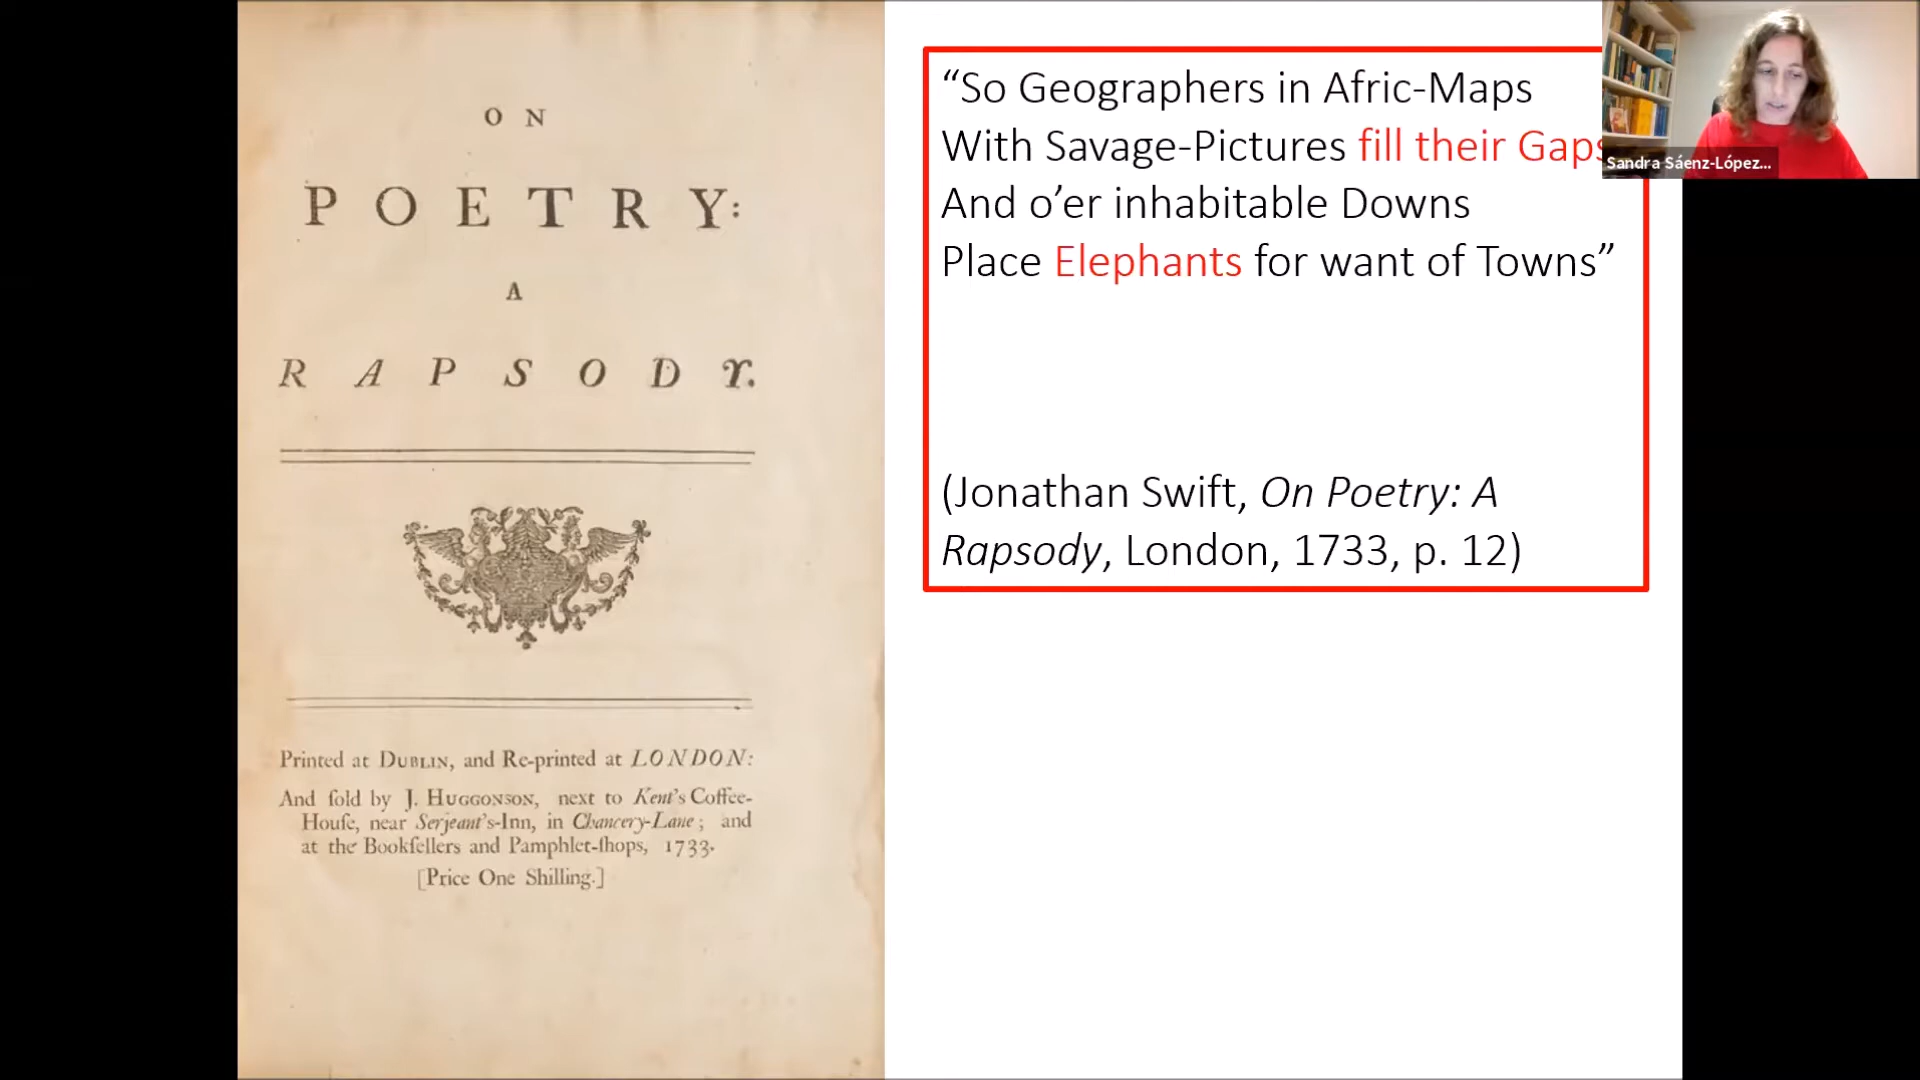 ON
POETRY:
A
RAPSODY.
Printed at DUBLIN, and Re-printed at LONDON:
And ſold by J. HUGGONSON, next to Kent's Coffee-
Houſe, near Serjeant's-Inn, in Chancery-Lane; and
at the Bookſellers and Pamphlet-ſhops, 1733.
[Price One Shilling.]
“So Geographers in Afric-Maps
With Savage-Pictures fill their Gaps
And o’er inhabitable Downs
Place Elephants for want of Towns”
(Jonathan Swift, On Poetry: A
Rapsody, London, 1733, p. 12)
Sandra Sáenz-López...